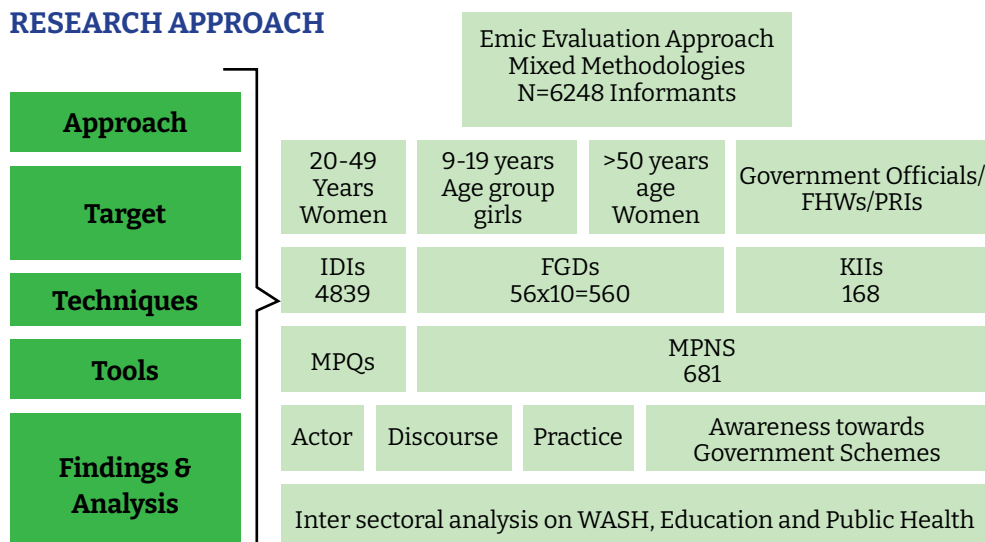 RESEARCH APPROACH
Emic Evaluation Approach
Mixed Methodologies
N=6248 Informants
Approach
Target
20-49
Years
Women
9-19 years
Age group
girls
>50 years
age
Women
Government Officials/
FHWs/PRIs
Techniques
IDIs
4839
FGDs
56x10=560
KIIs
168
Tools
MPQs
MPNS
681
Findings &
Analysis
Actor
Discourse
Practice
Awareness towards
Government Schemes
Inter sectoral analysis on WASH, Education and Public Health